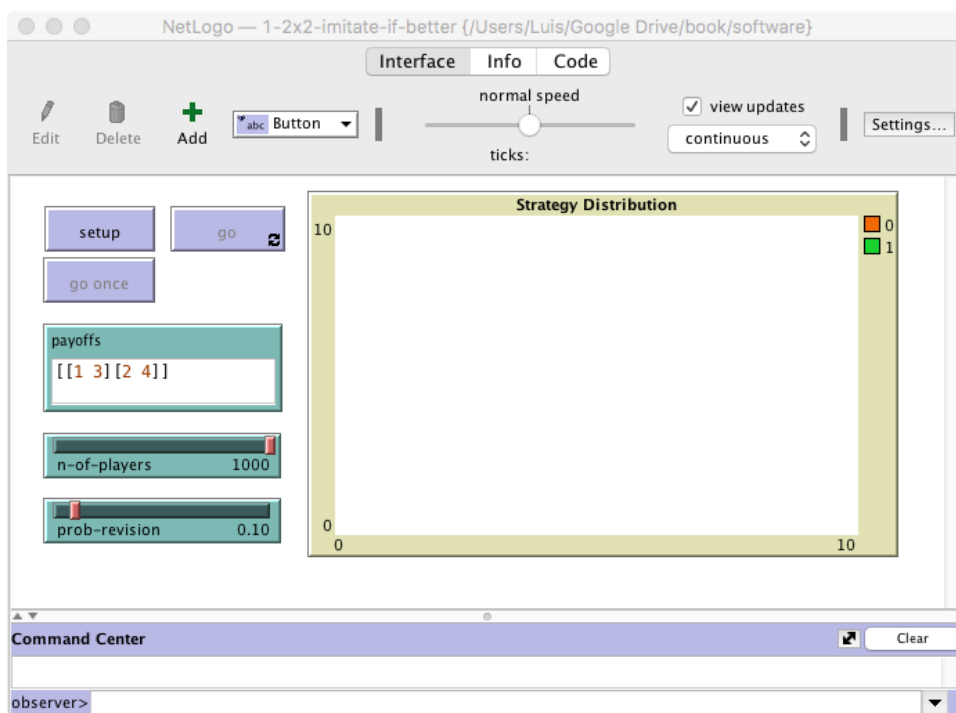 NetLogo — 1-2x2-imitate-if-better {/Users/Luis/Google Drive/book/software}
Interface Info Code
Edit
Delete
Add
abc Button
normal speed
ticks:
view updates
continuous
Settings...
setup
go
go once
payoffs
[[1 3][2 4]]
n-of-players 1000
prob-revision 0.10
Strategy Distribution
10
0
0
10
0
1
Command Center
Clear
observer>